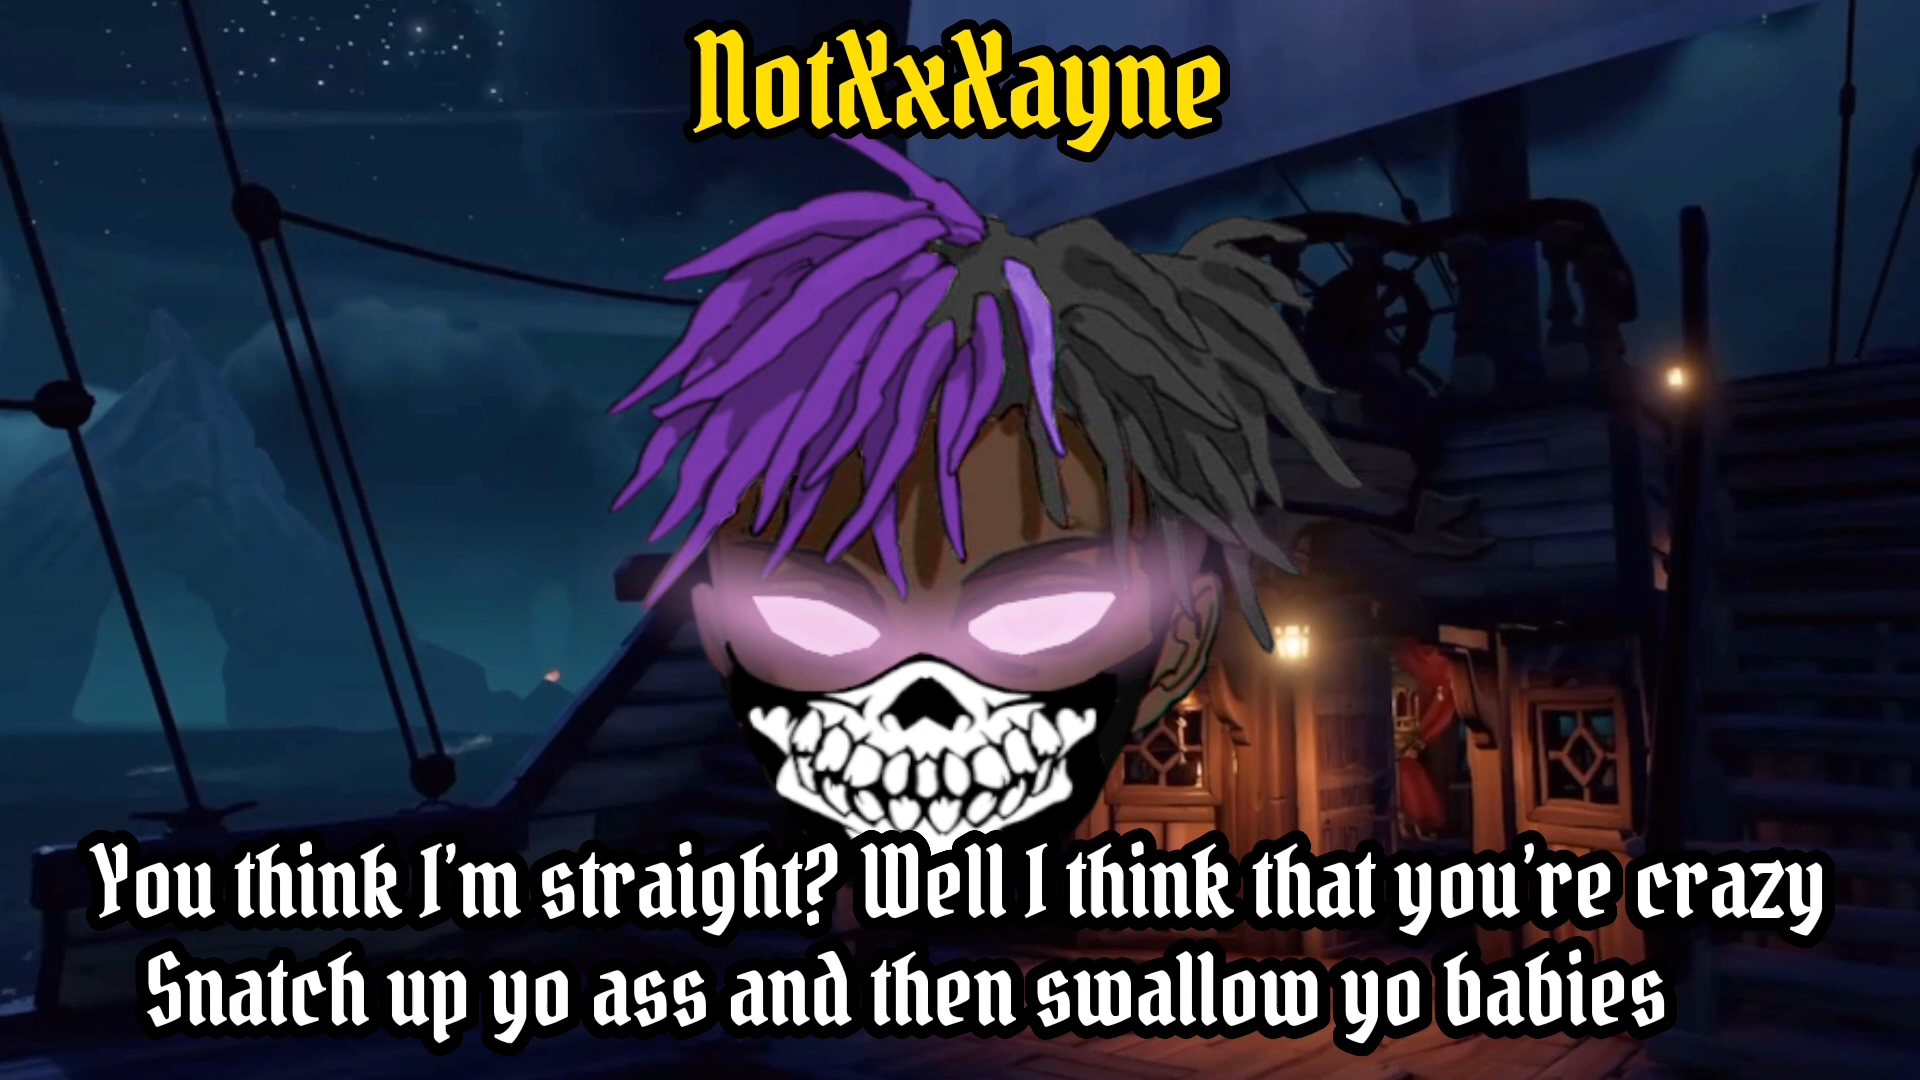 NotXxXayne
You think I'm straight? Well I think that you're crazy
Snatch up yo ass and then swallow yo babies